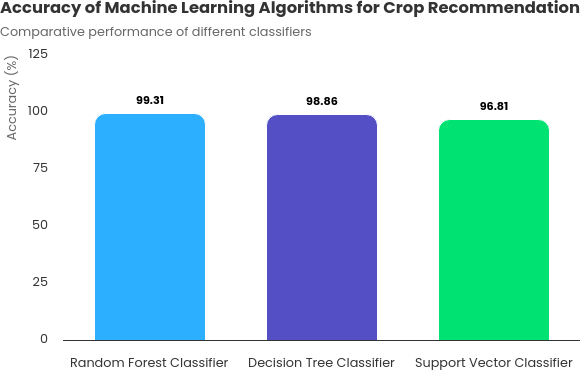 Accuracy of Machine Learning Algorithms for Crop Recommendation
Comparative performance of different classifiers
Accuracy (%)
125
100
75
50
25
0
99.31
98.86
96.81
Random Forest Classifier
Decision Tree Classifier
Support Vector Classifier